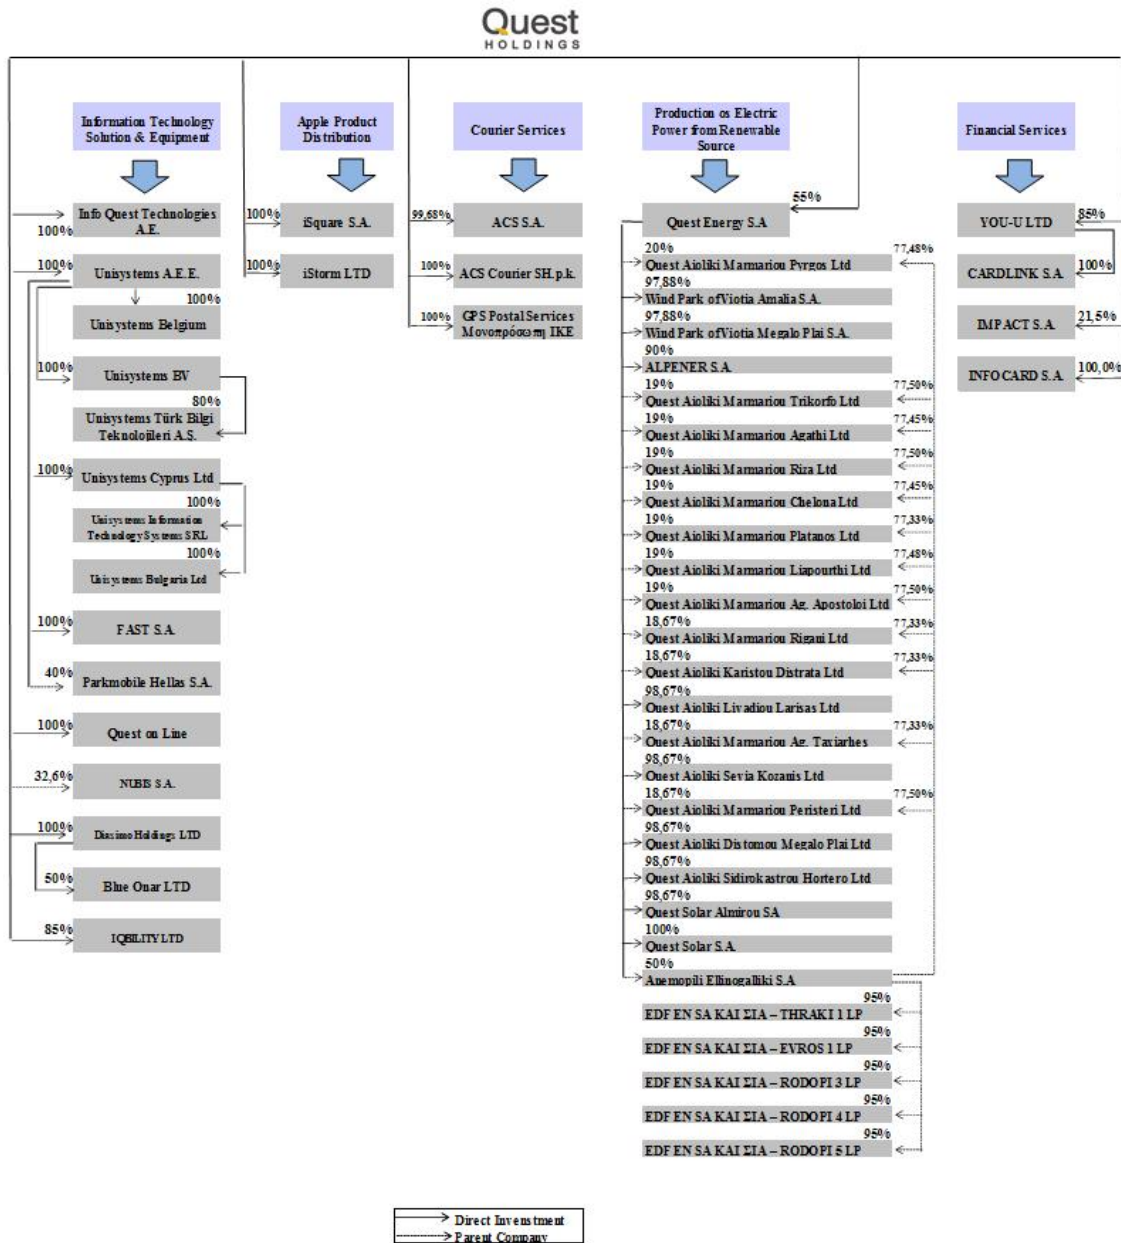 Quest
HOLDINGS
Information Technology
Solution & Equipment
Info Quest Technologies
A.E.
100%
100%
Unisystems A.E.E.
100%
Unisystems Belgium
100%
Unisystems BV
80%
Unisystems Türk Bilgi
Teknolojileri A.Ş.
100%
Unisystems Cyprus Ltd
100%
Unisystems Information
Technology Systems SRL
100%
Unisystems Bulgaria Ltd
100%
FAST S.A.
40%
Parkmobile Hellas S.A.
100%
Quest on Line
32,6%
NUBIS S.A.
100%
Diasimo Holdings LTD
50%
Blue Onar LTD
85%
IQBILITY LTD
Apple Product
Distribution
100%
iSquare S.A.
100%
iStorm LTD
Courier Services
99,68%
ACS S.A.
100%
ACS Courier SH.p.k.
100%
GPS Postal Services
Μονοπρόσωπη ΙΚΕ
Production os Electric
Power from Renewable
Source
55%
Quest Energy S.A
20%
77,48%
Quest Aioliki Marmariou Pyrgos Ltd
97,88%
Wind Park of Viotia Amalia S.A.
97,88%
Wind Park of Viotia Megalo Plai S.A.
90%
ALPENER S.A.
19%
77,50%
Quest Aioliki Marmariou Trikorfo Ltd
19%
77,45%
Quest Aioliki Marmariou Agathi Ltd
19%
77,50%
Quest Aioliki Marmariou Riza Ltd
19%
77,45%
Quest Aioliki Marmariou Chelona Ltd
19%
77,33%
Quest Aioliki Marmariou Platanos Ltd
19%
77,48%
Quest Aioliki Marmariou Liapourthi Ltd
19%
77,50%
Quest Aioliki Marmariou Ag. Apostoloi Ltd
18,67%
77,33%
Quest Aioliki Marmariou Rigani Ltd
18,67%
77,33%
Quest Aioliki Karistou Distrata Ltd
98,67%
Quest Aioliki Livadiou Larisas Ltd
18,67%
77,33%
Quest Aioliki Marmariou Ag. Taxiarhes
98,67%
Quest Aioliki Sevia Kozanis Ltd
18,67%
77,50%
Quest Aioliki Marmariou Peristeri Ltd
98,67%
Quest Aioliki Distomou Megalo Plai Ltd
98,67%
Quest Aioliki Sidirokastrou Hortero Ltd
98,67%
Quest Solar Almirou S.A
100%
Quest Solar S.A.
50%
Anemopili Ellinogalliki S.A
95%
EDF EN SA ΚΑΙ ΣΙΑ – THRAKI 1 LP
95%
EDF EN SA ΚΑΙ ΣΙΑ – EVROS 1 LP
95%
EDF EN SA ΚΑΙ ΣΙΑ – RODOPI 3 LP
95%
EDF EN SA ΚΑΙ ΣΙΑ – RODOPI 4 LP
95%
EDF EN SA ΚΑΙ ΣΙΑ – RODOPI 5 LP
Financial Services
YOU-U LTD
85%
CARDLINK S.A.
100%
IMPACT S.A.
21,5%
INFO CARD S.A.
100,0%
Direct Invenstment
Parent Company